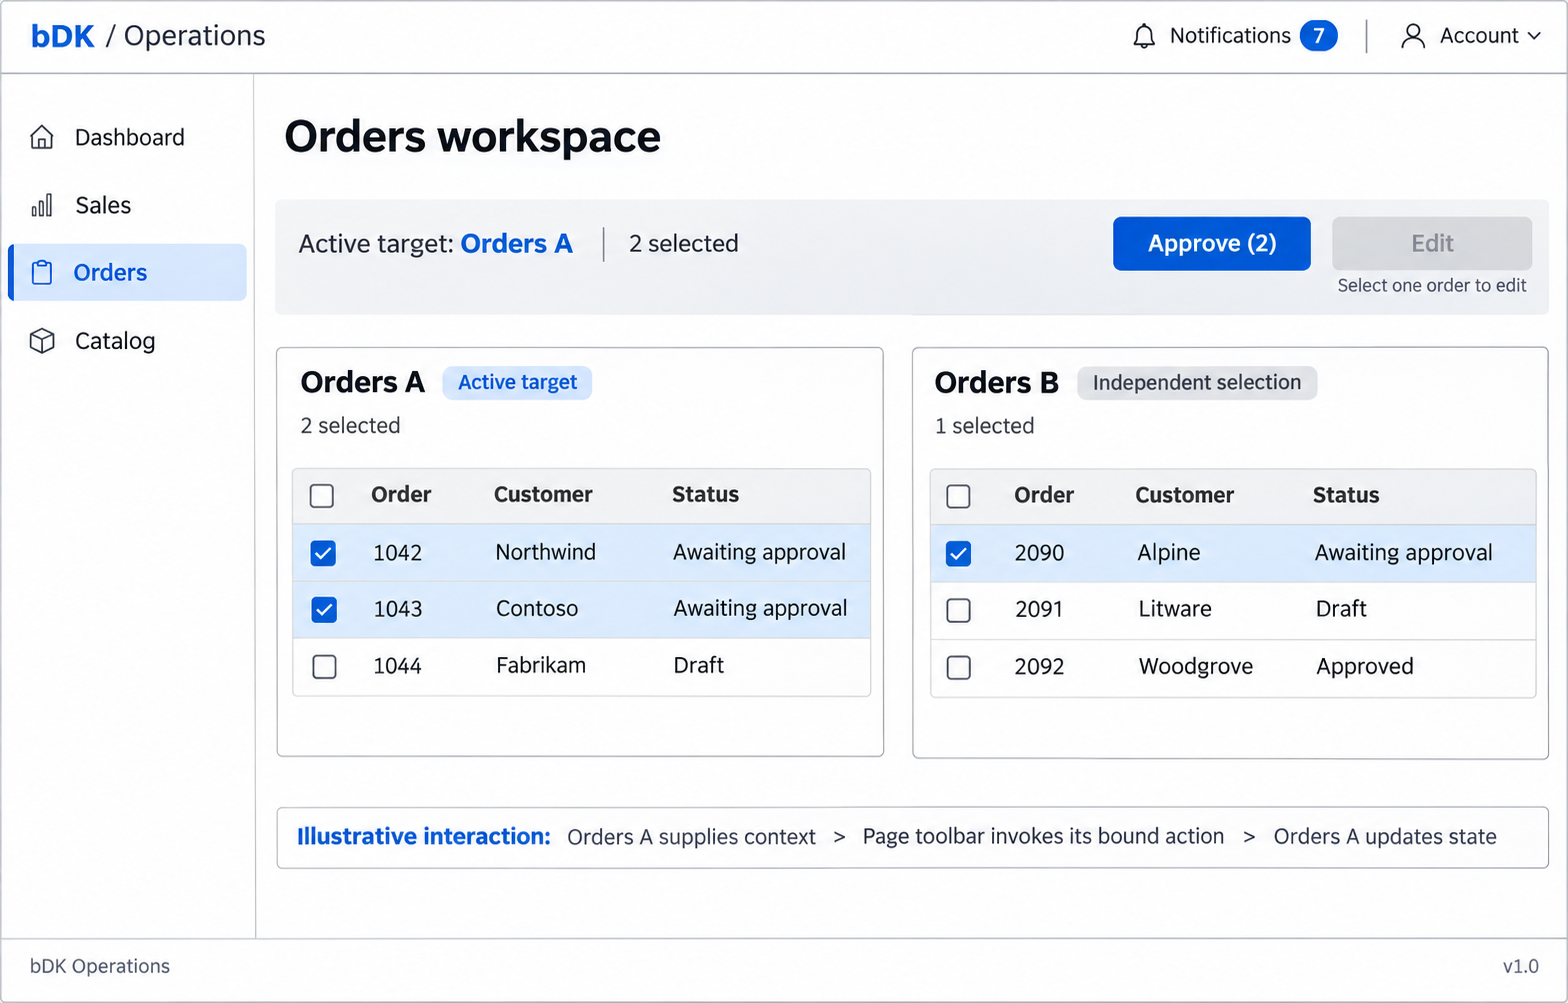 bDK / Operations
Notifications 7
Account
Dashboard
Sales
Orders
Catalog
Orders workspace
Active target: Orders A
2 selected
Approve (2)
Edit
Select one order to edit
Orders A
Active target
2 selected
Order Customer Status
1042 Northwind Awaiting approval
1043 Contoso Awaiting approval
1044 Fabrikam Draft
Orders B
Independent selection
1 selected
Order Customer Status
2090 Alpine Awaiting approval
2091 Litware Draft
2092 Woodgrove Approved
Illustrative interaction: Orders A supplies context > Page toolbar invokes its bound action > Orders A updates state
bDK Operations
v1.0